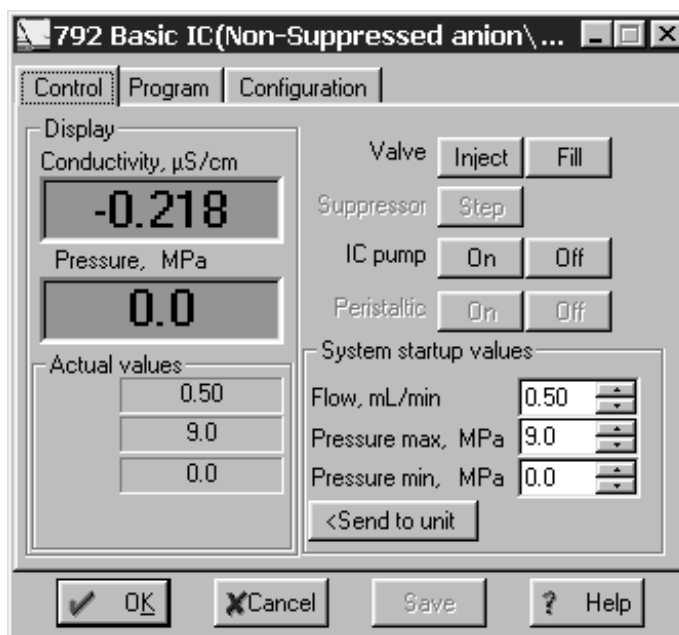 792 Basic IC(Non-Suppressed anion\...
Control Program Configuration
Display
Conductivity, µS/cm
-0.218
Pressure, MPa
0.0
Actual values
0.50
9.0
0.0
Valve Inject Fill
Suppressor Step
IC pump On Off
Peristaltic On Off
System startup values
Flow, mL/min 0.50
Pressure max, MPa 9.0
Pressure min, MPa 0.0
<Send to unit
OK Cancel Save ? Help